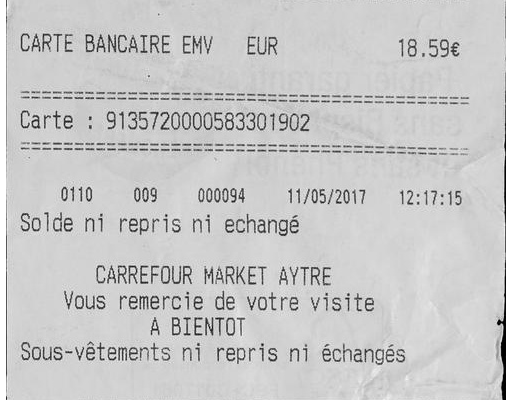 CARTE BANCAIRE EMV EUR 18.59€
==========================================
Carte : 9135720000583301902
==========================================
0110 009 000094 11/05/2017 12:17:15
Solde ni repris ni echangé
CARREFOUR MARKET AYTRE
Vous remercie de votre visite
A BIENTOT
Sous-vêtements ni repris ni échangés